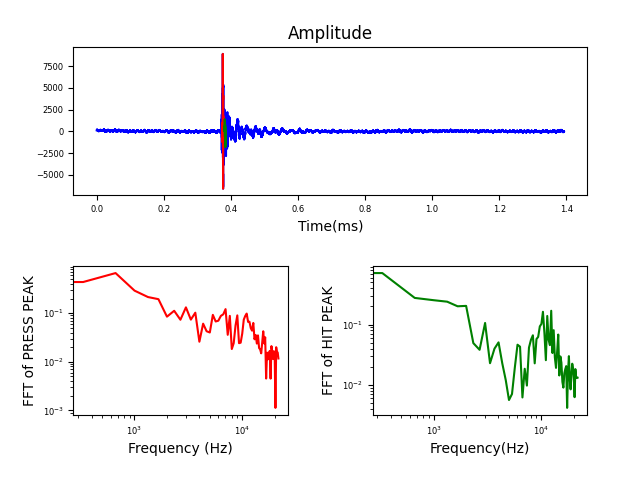 Amplitude
7500
5000
2500
0
−2500
−5000
0.0 0.2 0.4 0.6 0.8 1.0 1.2 1.4
Time(ms)
FFT of PRESS PEAK
10⁻¹
10⁻²
10⁻³
10³ 10⁴
Frequency (Hz)
FFT of HIT PEAK
10⁻¹
10⁻²
10³ 10⁴
Frequency(Hz)